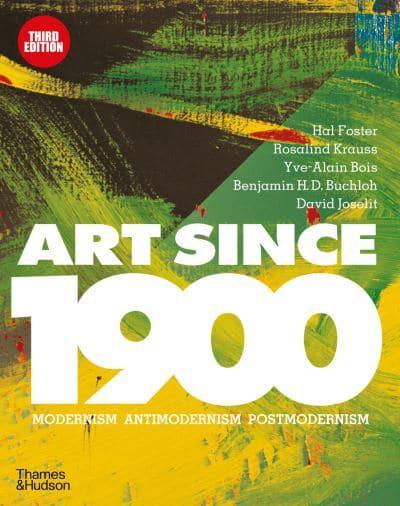 THIRD
EDITION
Hal Foster
Rosalind Krauss
Yve-Alain Bois
Benjamin H.D. Buchloh
David Joselit
ART SINCE
1900
MODERNISM ANTIMODERNISM POSTMODERNISM
Thames
&Hudson